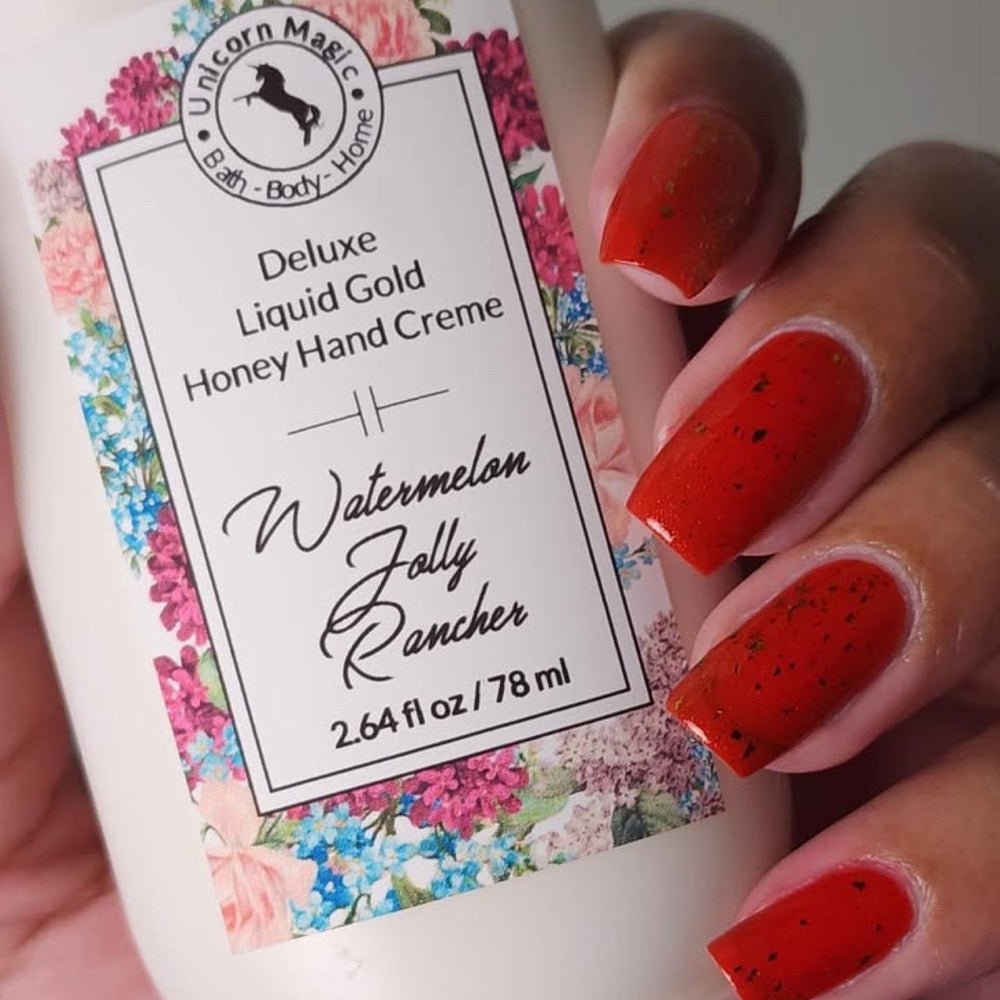 • Unicorn Magic •
Bath - Body - Home
Deluxe
Liquid Gold
Honey Hand Creme
Watermelon
Jolly
Rancher
2.64 fl oz / 78 ml